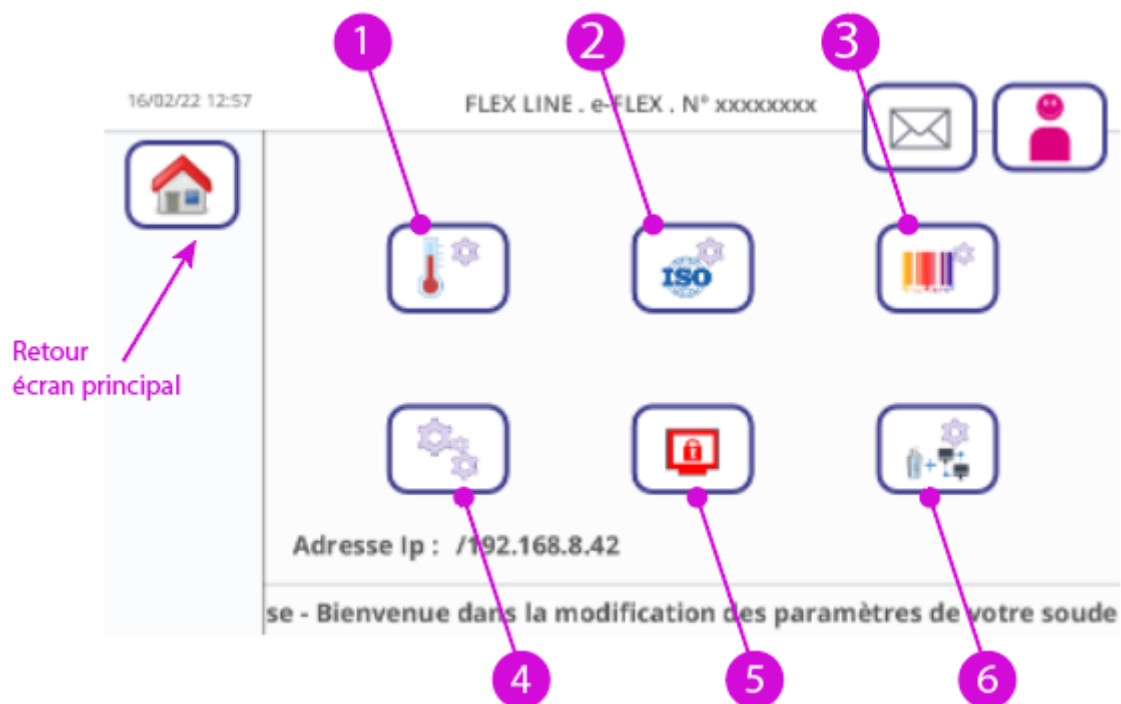 1 2 3
16/02/22 12:57 FLEX LINE . e-FLEX . N° xxxxxxxx
ISO
Retour
écran principal
Adresse Ip : /192.168.8.42
se - Bienvenue dans la modification des paramètres de votre soude
4 5 6